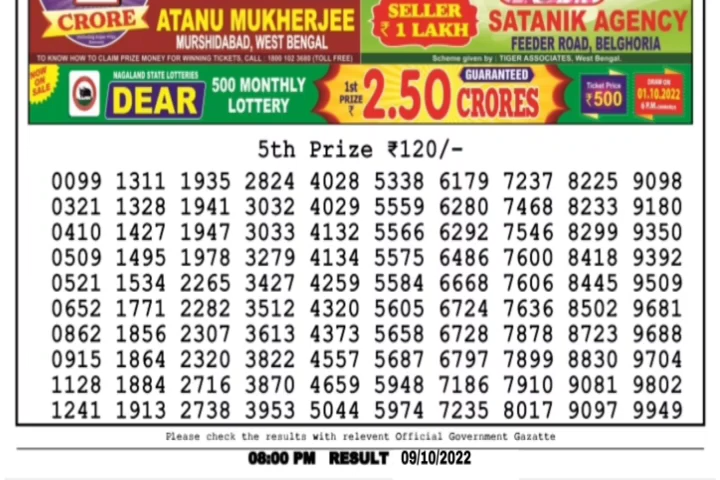 CRORE
ATANU MUKHERJEE
MURSHIDABAD, WEST BENGAL
SELLER
₹ 1 LAKH
SATANIK AGENCY
FEEDER ROAD, BELGHORIA
TO KNOW HOW TO CLAIM PRIZE MONEY FOR WINNING TICKETS, CALL : 1800 102 3680 (TOLL FREE)
Scheme given by : TIGER ASSOCIATES, West Bengal.
NOW ON SALE
NAGALAND STATE LOTTERIES
DEAR
500 MONTHLY
LOTTERY
1st PRIZE ₹
2.50 CRORES
GUARANTEED
Ticket Price
₹500
DRAW ON
01.10.2022
5th Prize ₹120/-
0099 1311 1935 2824 4028 5338 6179 7237 8225 9098
0321 1328 1941 3032 4029 5559 6280 7468 8233 9180
0410 1427 1947 3033 4132 5566 6292 7546 8299 9350
0509 1495 1978 3279 4134 5575 6486 7600 8418 9392
0521 1534 2265 3427 4259 5584 6668 7606 8445 9509
0652 1771 2282 3512 4320 5605 6724 7636 8502 9681
0862 1856 2307 3613 4373 5658 6728 7878 8723 9688
0915 1864 2320 3822 4557 5687 6797 7899 8830 9704
1128 1884 2716 3870 4659 5948 7186 7910 9081 9802
1241 1913 2738 3953 5044 5974 7235 8017 9097 9949
Please check the results with relevent Official Government Gazatte
08:00 PM RESULT 09/10/2022